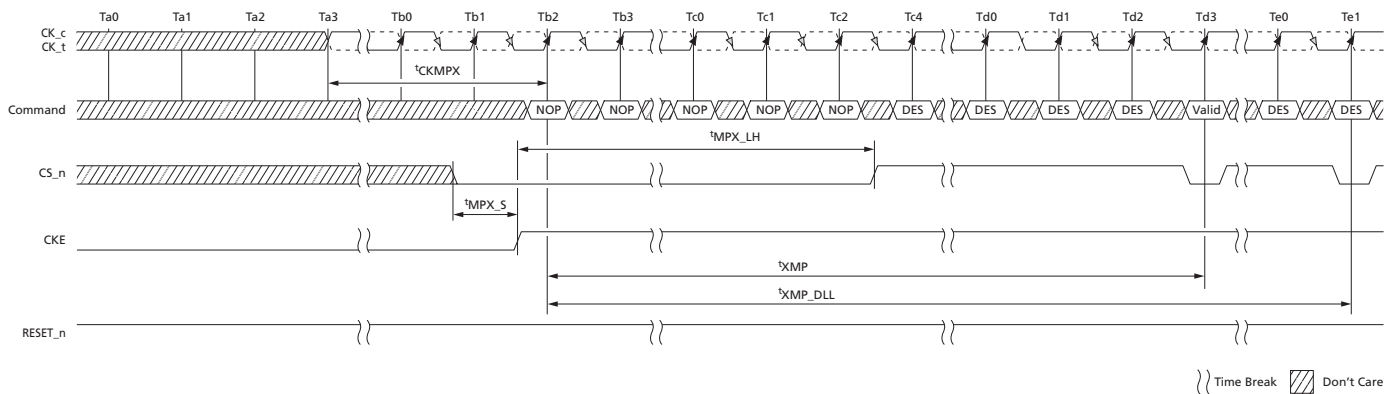 Ta0 Ta1 Ta2 Ta3 Tb0 Tb1 Tb2 Tb3 Tc0 Tc1 Tc2 Tc4 Td0 Td1 Td2 Td3 Te0 Te1
CK_c
CK_t
tCKMPX
Command NOP NOP NOP NOP NOP DES DES DES DES Valid DES DES
tMPX_LH
CS_n
tMPX_S
CKE
tXMP
tXMP_DLL
RESET_n
Time Break Don't Care